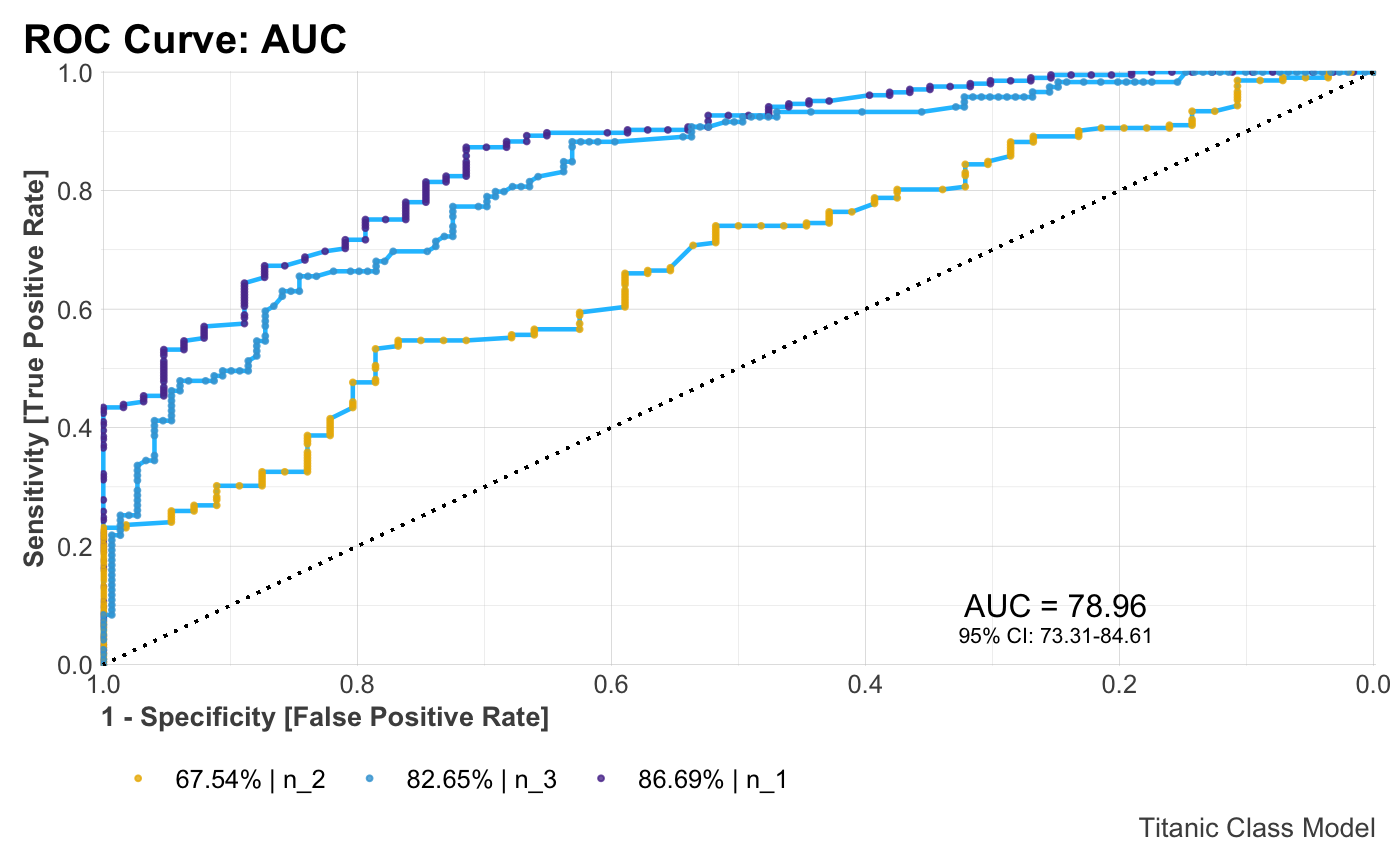 ROC Curve: AUC
Sensitivity [True Positive Rate]
1.0
0.8
0.6
0.4
0.2
0.0
AUC = 78.96
95% CI: 73.31-84.61
1.0 0.8 0.6 0.4 0.2 0.0
1 - Specificity [False Positive Rate]
67.54% | n_2 82.65% | n_3 86.69% | n_1
Titanic Class Model